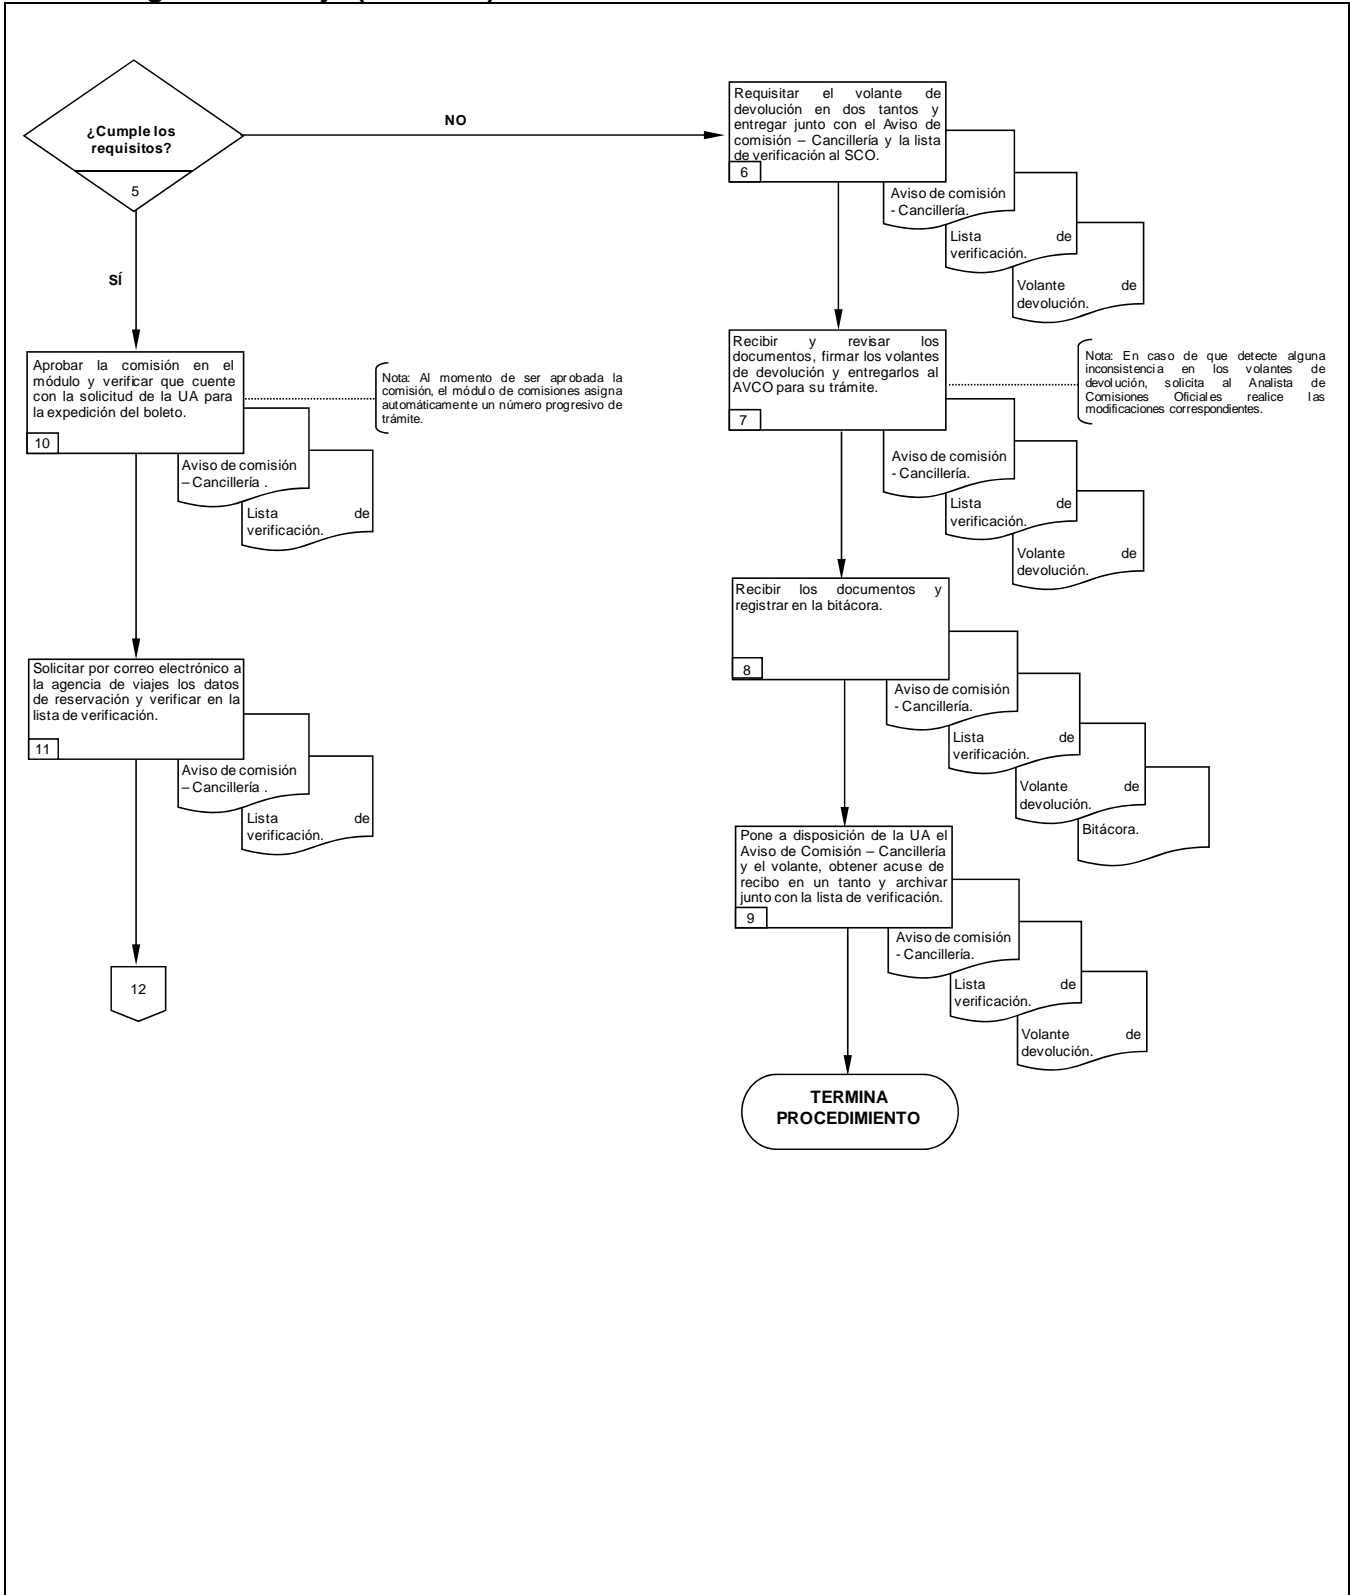 ¿Cumple los
requisitos?
5
NO
SÍ
Requisitar el volante de
devolución en dos tantos y
entregar junto con el Aviso de
comisión – Cancillería y la lista
de verificación al SCO.
6
Aviso de comisión
- Cancillería.
Lista de
verificación.
Volante de
devolución.
Recibir y revisar los
documentos, firmar los volantes
de devolución y entregarlos al
AVCO para su trámite.
7
Nota: En caso de que detecte alguna
inconsistencia en los volantes de
devolución, solicita al Analista de
Comisiones Oficiales realice las
modificaciones correspondientes.
Aviso de comisión
- Cancillería.
Lista de
verificación.
Volante de
devolución.
Recibir los documentos y
registrar en la bitácora.
8
Aviso de comisión
- Cancillería.
Lista de
verificación.
Volante de
devolución.
Bitácora.
Pone a disposición de la UA el
Aviso de Comisión – Cancillería
y el volante, obtener acuse de
recibo en un tanto y archivar
junto con la lista de verificación.
9
Aviso de comisión
- Cancillería.
Lista de
verificación.
Volante de
devolución.
TERMINA
PROCEDIMIENTO
Aprobar la comisión en el
módulo y verificar que cuente
con la solicitud de la UA para
la expedición del boleto.
10
Nota: Al momento de ser aprobada la
comisión, el módulo de comisiones asigna
automáticamente un número progresivo de
trámite.
Aviso de comisión
– Cancillería .
Lista de
verificación.
Solicitar por correo electrónico a
la agencia de viajes los datos
de reservación y verificar en la
lista de verificación.
11
Aviso de comisión
– Cancillería .
Lista de
verificación.
12